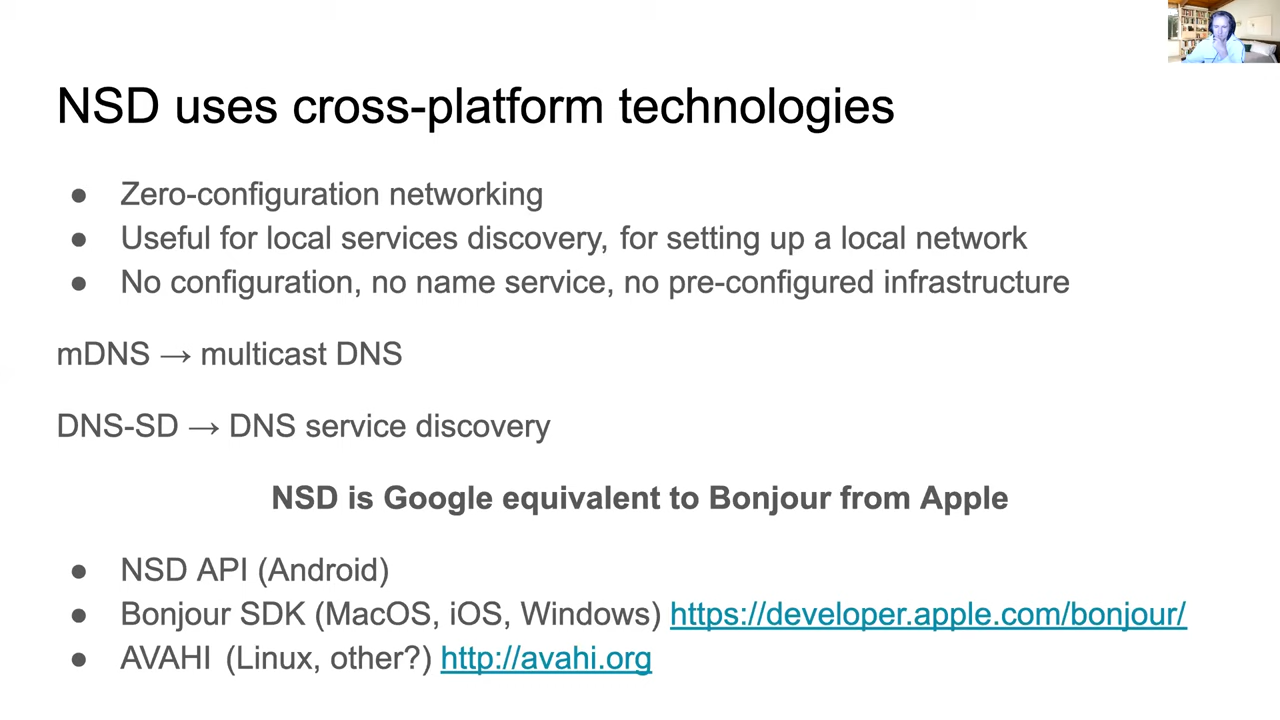 NSD uses cross-platform technologies
● Zero-configuration networking
● Useful for local services discovery, for setting up a local network
● No configuration, no name service, no pre-configured infrastructure
mDNS → multicast DNS
DNS-SD → DNS service discovery
NSD is Google equivalent to Bonjour from Apple
● NSD API (Android)
● Bonjour SDK (MacOS, iOS, Windows) https://developer.apple.com/bonjour/
● AVAHI (Linux, other?) http://avahi.org